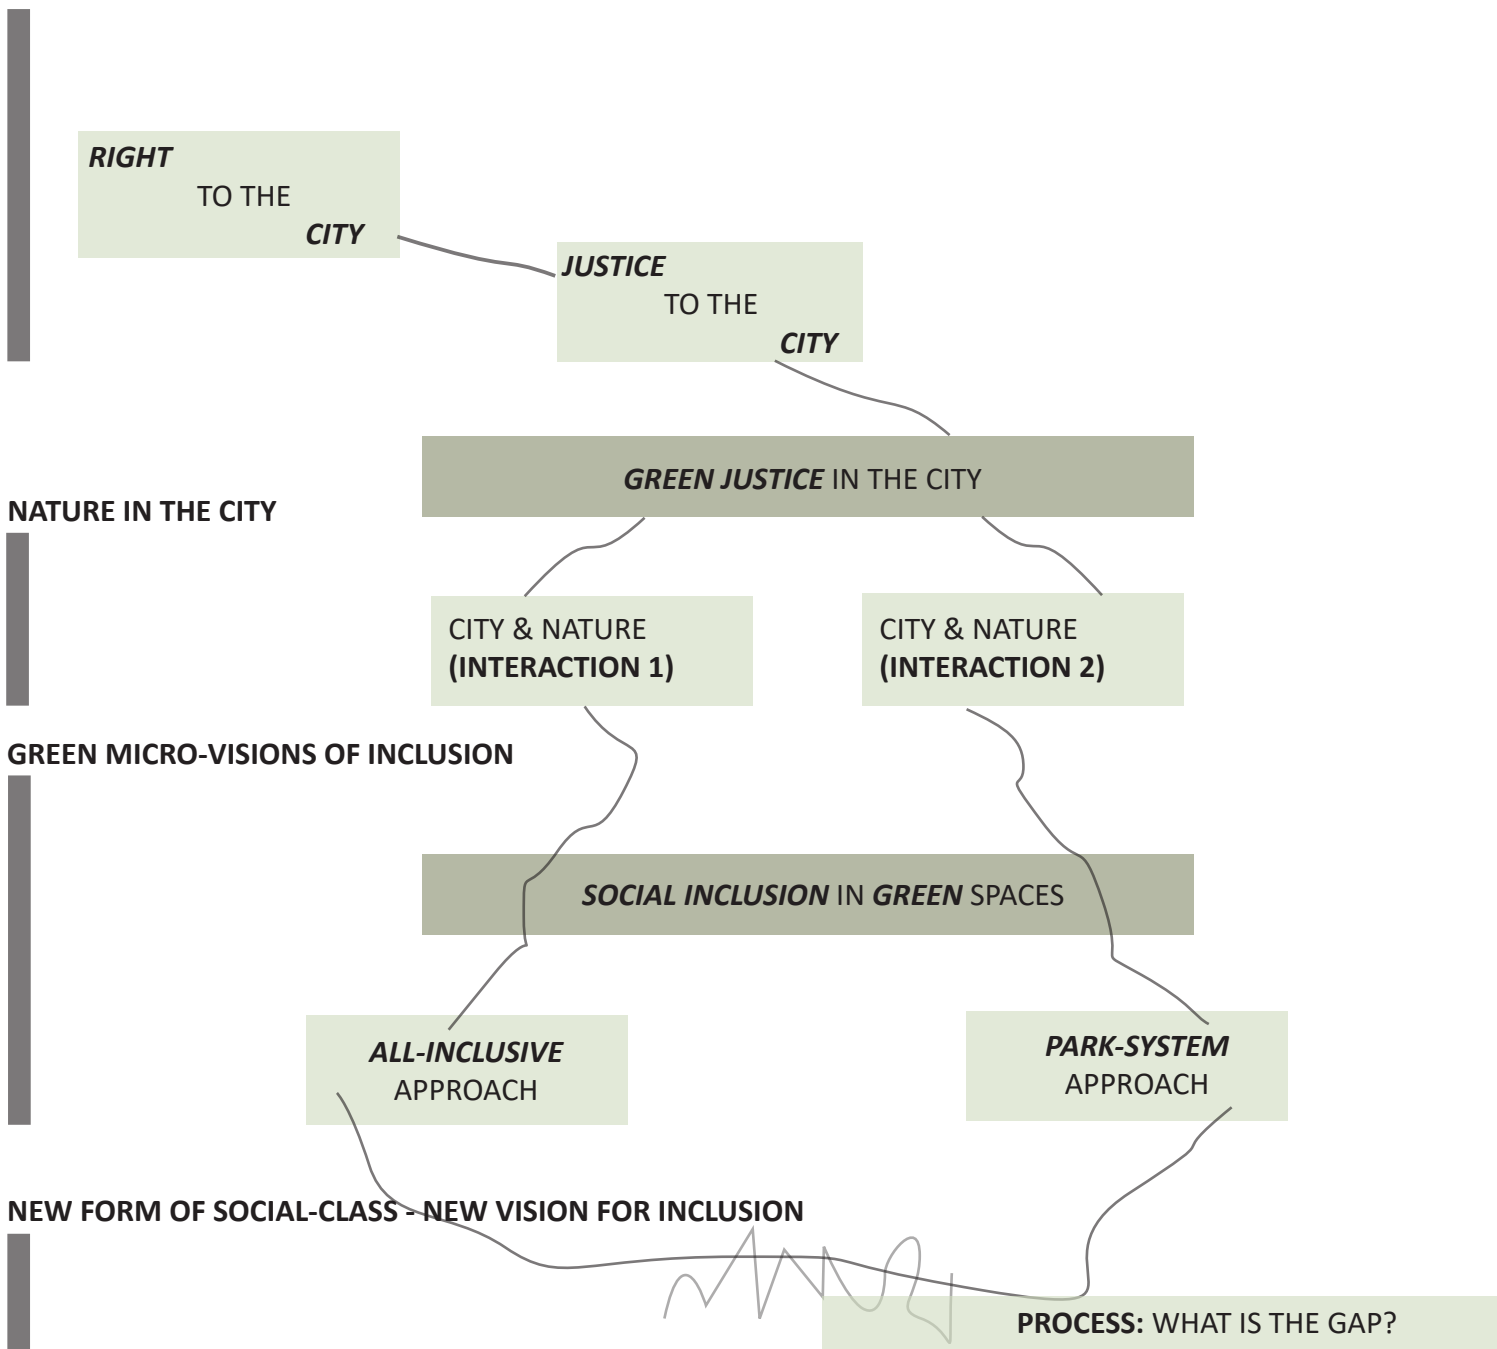 RIGHT
TO THE
CITY
JUSTICE
TO THE
CITY
GREEN JUSTICE IN THE CITY
NATURE IN THE CITY
CITY & NATURE
(INTERACTION 1)
CITY & NATURE
(INTERACTION 2)
GREEN MICRO-VISIONS OF INCLUSION
SOCIAL INCLUSION IN GREEN SPACES
ALL-INCLUSIVE
APPROACH
PARK-SYSTEM
APPROACH
NEW FORM OF SOCIAL-CLASS - NEW VISION FOR INCLUSION
PROCESS: WHAT IS THE GAP?